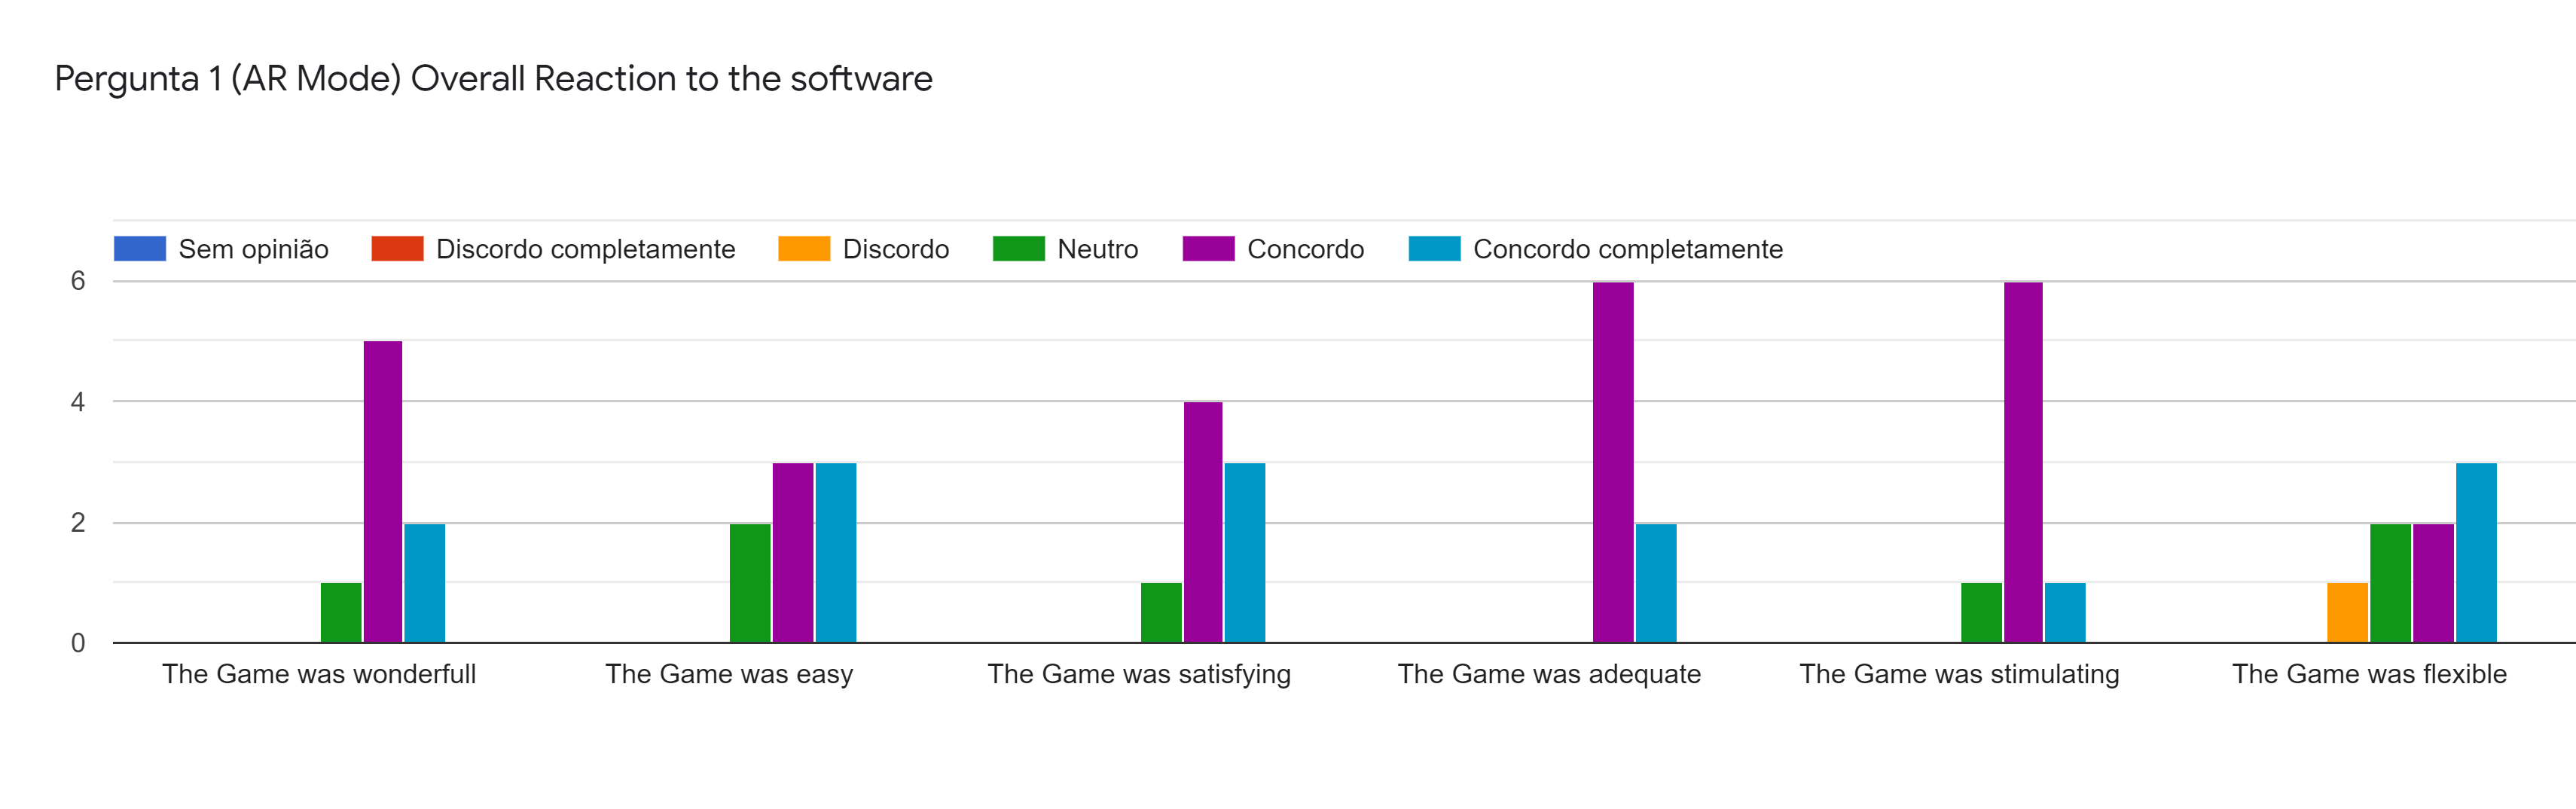 Pergunta 1 (AR Mode) Overall Reaction to the software
Sem opinião Discordo completamente Discordo Neutro Concordo Concordo completamente
6
4
2
0
The Game was wonderfull The Game was easy The Game was satisfying The Game was adequate The Game was stimulating The Game was flexible